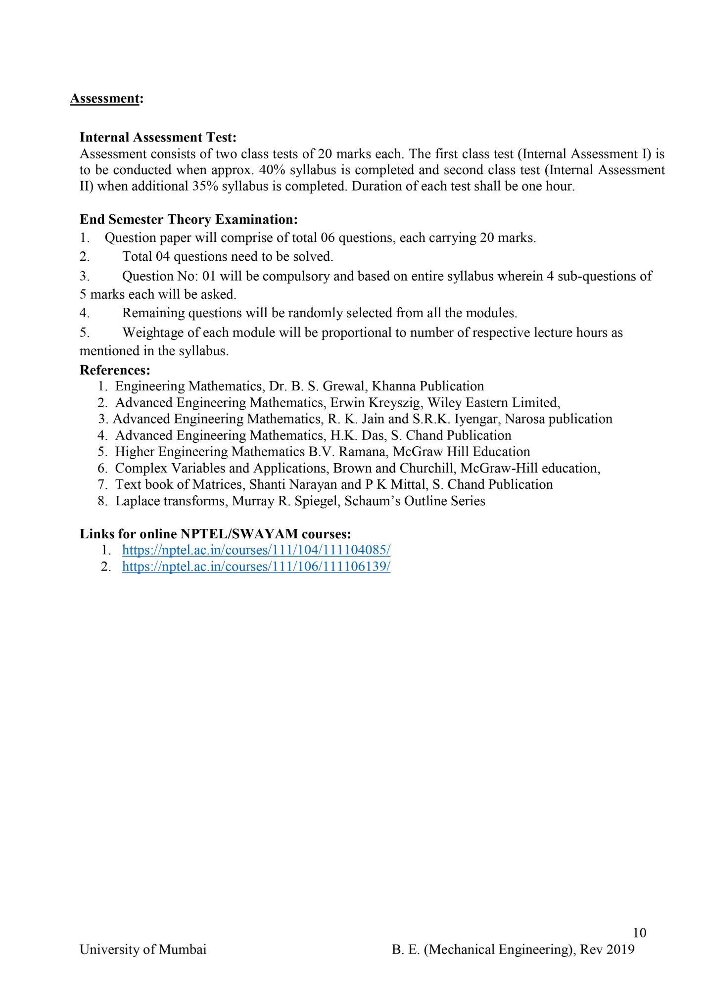 Assessment:
Internal Assessment Test:
Assessment consists of two class tests of 20 marks each. The first class test (Internal Assessment I) is
to be conducted when approx. 40% syllabus is completed and second class test (Internal Assessment
II) when additional 35% syllabus is completed. Duration of each test shall be one hour.
End Semester Theory Examination:
1. Question paper will comprise of total 06 questions, each carrying 20 marks.
2. Total 04 questions need to be solved.
3. Question No: 01 will be compulsory and based on entire syllabus wherein 4 sub-questions of
5 marks each will be asked.
4. Remaining questions will be randomly selected from all the modules.
5. Weightage of each module will be proportional to number of respective lecture hours as
mentioned in the syllabus.
References:
1. Engineering Mathematics, Dr. B. S. Grewal, Khanna Publication
2. Advanced Engineering Mathematics, Erwin Kreyszig, Wiley Eastern Limited,
3. Advanced Engineering Mathematics, R. K. Jain and S.R.K. Iyengar, Narosa publication
4. Advanced Engineering Mathematics, H.K. Das, S. Chand Publication
5. Higher Engineering Mathematics B.V. Ramana, McGraw Hill Education
6. Complex Variables and Applications, Brown and Churchill, McGraw-Hill education,
7. Text book of Matrices, Shanti Narayan and P K Mittal, S. Chand Publication
8. Laplace transforms, Murray R. Spiegel, Schaum’s Outline Series
Links for online NPTEL/SWAYAM courses:
1. https://nptel.ac.in/courses/111/104/111104085/
2. https://nptel.ac.in/courses/111/106/111106139/
10
University of Mumbai B. E. (Mechanical Engineering), Rev 2019